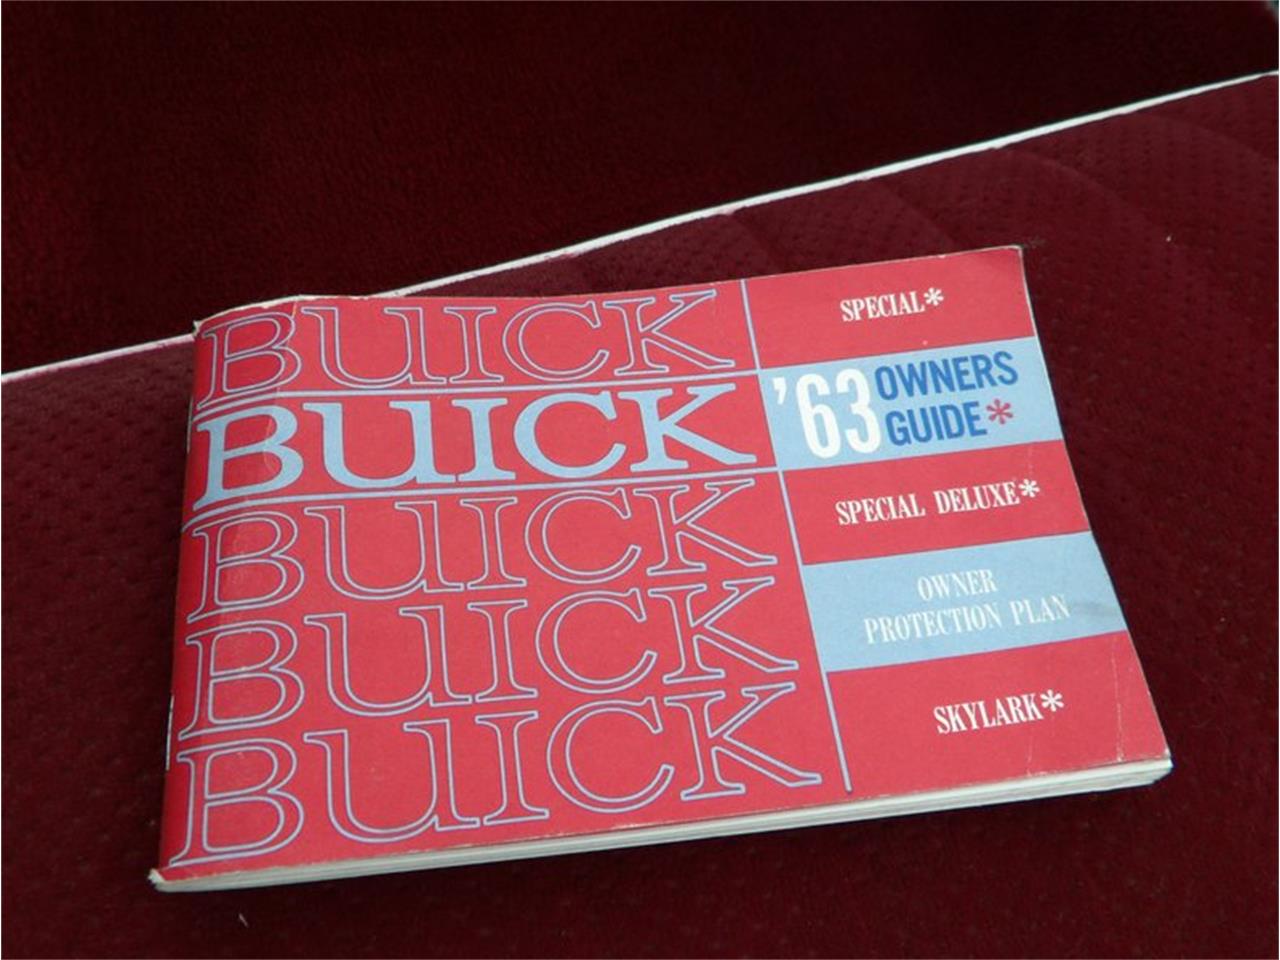 BUICK
BUICK
BUICK
BUICK
BUICK
SPECIAL*
'63 OWNERS
GUIDE*
SPECIAL DELUXE*
OWNER
PROTECTION PLAN
SKYLARK*